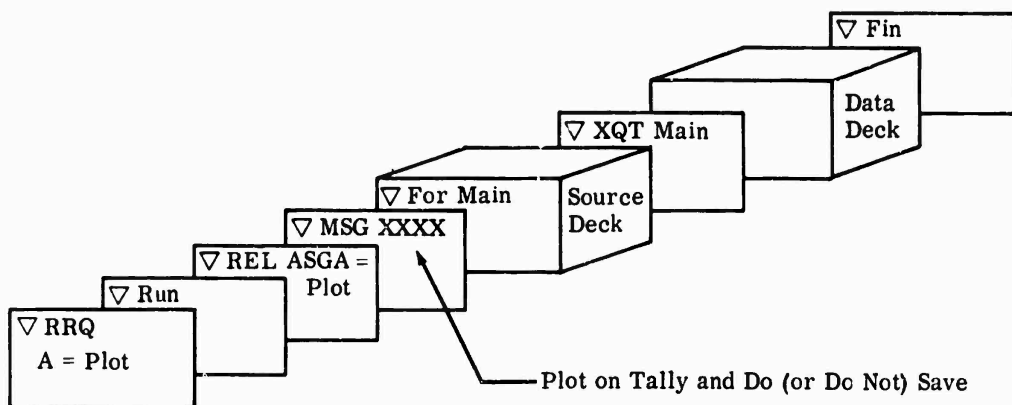 ▽ Fin
Data
Deck
▽ XQT Main
▽ For Main
Source
Deck
▽ MSG XXXX
▽ REL ASGA =
Plot
▽ Run
▽ RRQ
A = Plot
Plot on Tally and Do (or Do Not) Save